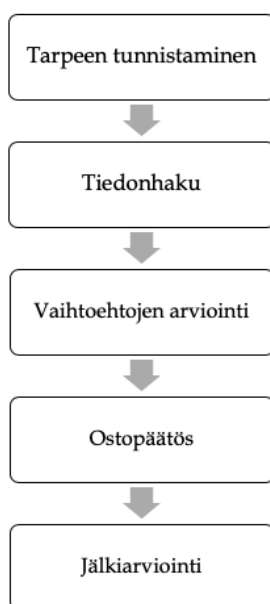 Tarpeen tunnistaminen
Tiedonhaku
Vaihtoehtojen arviointi
Ostopäätös
Jälkiarviointi